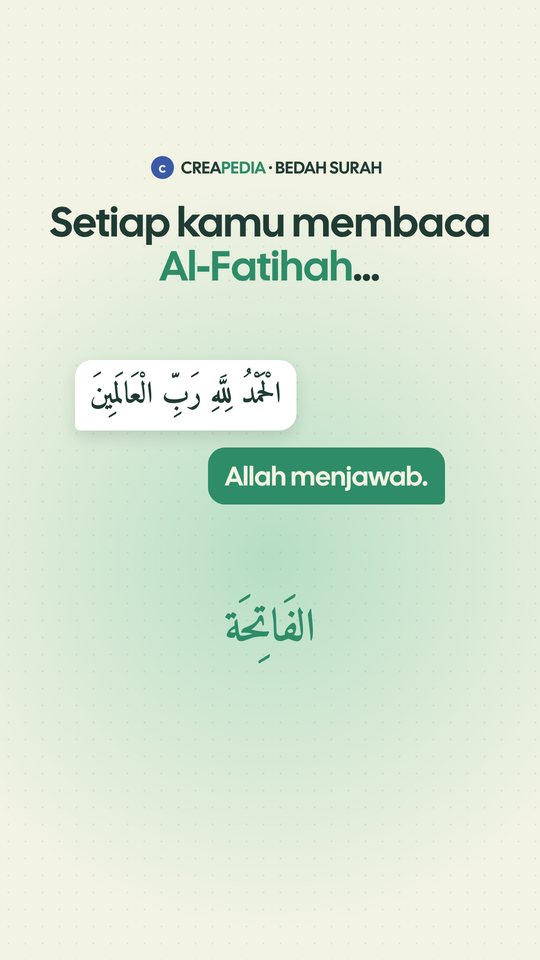 C CREAPEDIA · BEDAH SURAH
Setiap kamu membaca
Al-Fatihah...
الْحَمْدُ لِلَّهِ رَبِّ الْعَالَمِينَ
Allah menjawab.
الفَاتِحَة